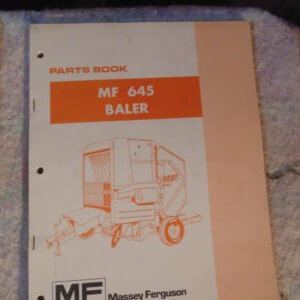 PARTS BOOK
MF 645
BALER
MF
MF
Massey Ferguson